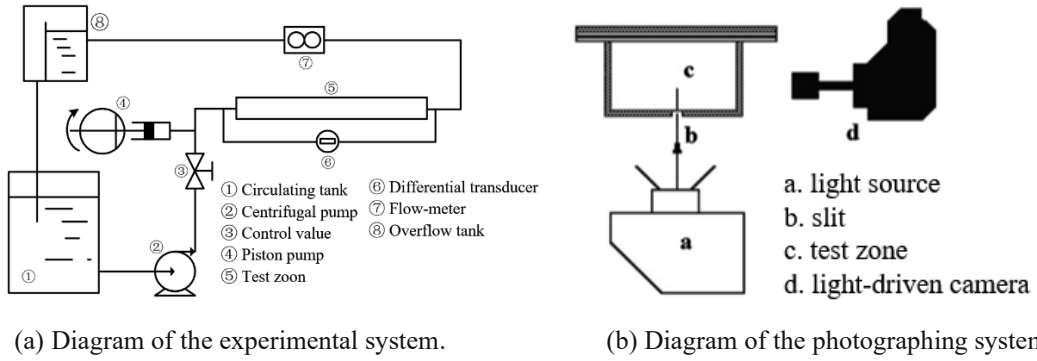 ⑧
⑦
④
⑤
③
⑥
②
①
① Circulating tank
② Centrifugal pump
③ Control value
④ Piston pump
⑤ Test zoon
⑥ Differential transducer
⑦ Flow-meter
⑧ Overflow tank
(a) Diagram of the experimental system.
c
b
d
a
a. light source
b. slit
c. test zone
d. light-driven camera
(b) Diagram of the photographing system